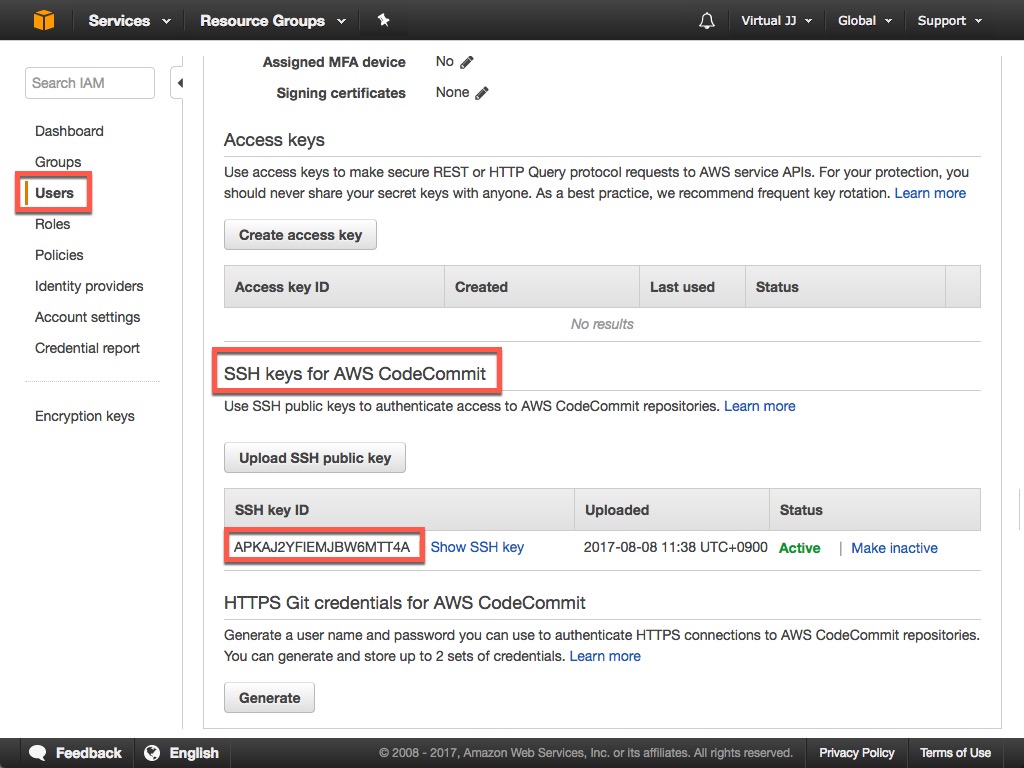 Services Resource Groups Virtual JJ Global Support
Search IAM
Dashboard
Groups
Users
Roles
Policies
Identity providers
Account settings
Credential report
Encryption keys
Assigned MFA device No
Signing certificates None
Access keys
Use access keys to make secure REST or HTTP Query protocol requests to AWS service APIs. For your protection, you
should never share your secret keys with anyone. As a best practice, we recommend frequent key rotation. Learn more
Create access key
Access key ID Created Last used Status
No results
SSH keys for AWS CodeCommit
Use SSH public keys to authenticate access to AWS CodeCommit repositories. Learn more
Upload SSH public key
SSH key ID Uploaded Status
APKAJ2YFIEMJBW6MTT4A Show SSH key 2017-08-08 11:38 UTC+0900 Active | Make inactive
HTTPS Git credentials for AWS CodeCommit
Generate a user name and password you can use to authenticate HTTPS connections to AWS CodeCommit repositories.
You can generate and store up to 2 sets of credentials. Learn more
Generate
Feedback English © 2008 - 2017, Amazon Web Services, Inc. or its affiliates. All rights reserved. Privacy Policy Terms of Use